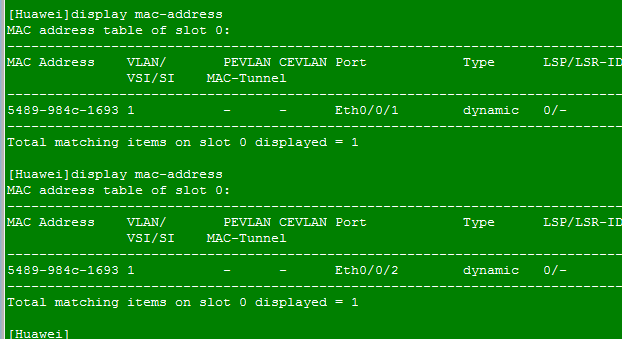 [Huawei]display mac-address
MAC address table of slot 0:
-------------------------------------------------------------------------------
MAC Address    VLAN/       PEVLAN CEVLAN Port            Type      LSP/LSR-ID
               VSI/SI    MAC-Tunnel
-------------------------------------------------------------------------------
5489-984c-1693 1           -      -      Eth0/0/1        dynamic   0/-
-------------------------------------------------------------------------------
Total matching items on slot 0 displayed = 1
[Huawei]display mac-address
MAC address table of slot 0:
-------------------------------------------------------------------------------
MAC Address    VLAN/       PEVLAN CEVLAN Port            Type      LSP/LSR-ID
               VSI/SI    MAC-Tunnel
-------------------------------------------------------------------------------
5489-984c-1693 1           -      -      Eth0/0/2        dynamic   0/-
-------------------------------------------------------------------------------
Total matching items on slot 0 displayed = 1
[Huawei]